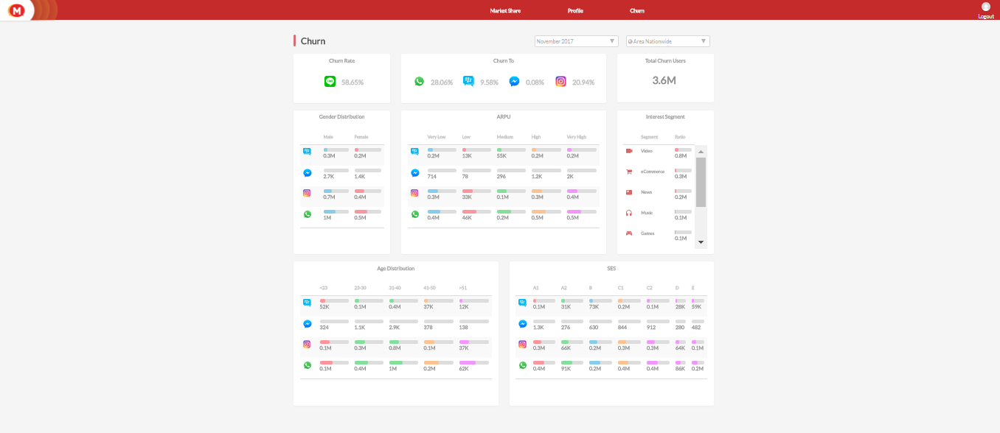 M
Market Share Profile Churn
Logout
Churn
November 2017
Area Nationwide
Churn Rate
LINE 58.65%
Churn To
28.06% 9.58% 0.08% 20.94%
Total Churn Users
3.6M
Gender Distribution
Male Female
0.3M 0.2M
2.7K 1.4K
0.7M 0.4M
1M 0.5M
ARPU
Very Low Low Medium High Very High
0.2M 13K 55K 0.2M 0.2M
714 78 296 1.2K 2K
0.3M 33K 0.1M 0.3M 0.4M
0.4M 46K 0.2M 0.5M 0.5M
Interest Segment
Segment Ratio
Video 0.8M
eCommerce 0.3M
News 0.2M
Music 0.1M
Games 0.1M
Age Distribution
<23 23-30 31-40 41-50 >51
52K 0.1M 0.4M 37K 12K
324 1.1K 2.9K 378 138
0.1M 0.3M 0.8M 0.1M 37K
0.1M 0.4M 1M 0.2M 62K
SES
A1 A2 B C1 C2 D E
0.1M 31K 73K 0.2M 0.1M 28K 59K
1.3K 276 630 844 912 280 482
0.3M 66K 0.2M 0.3M 0.3M 64K 0.1M
0.4M 91K 0.2M 0.4M 0.4M 86K 0.2M